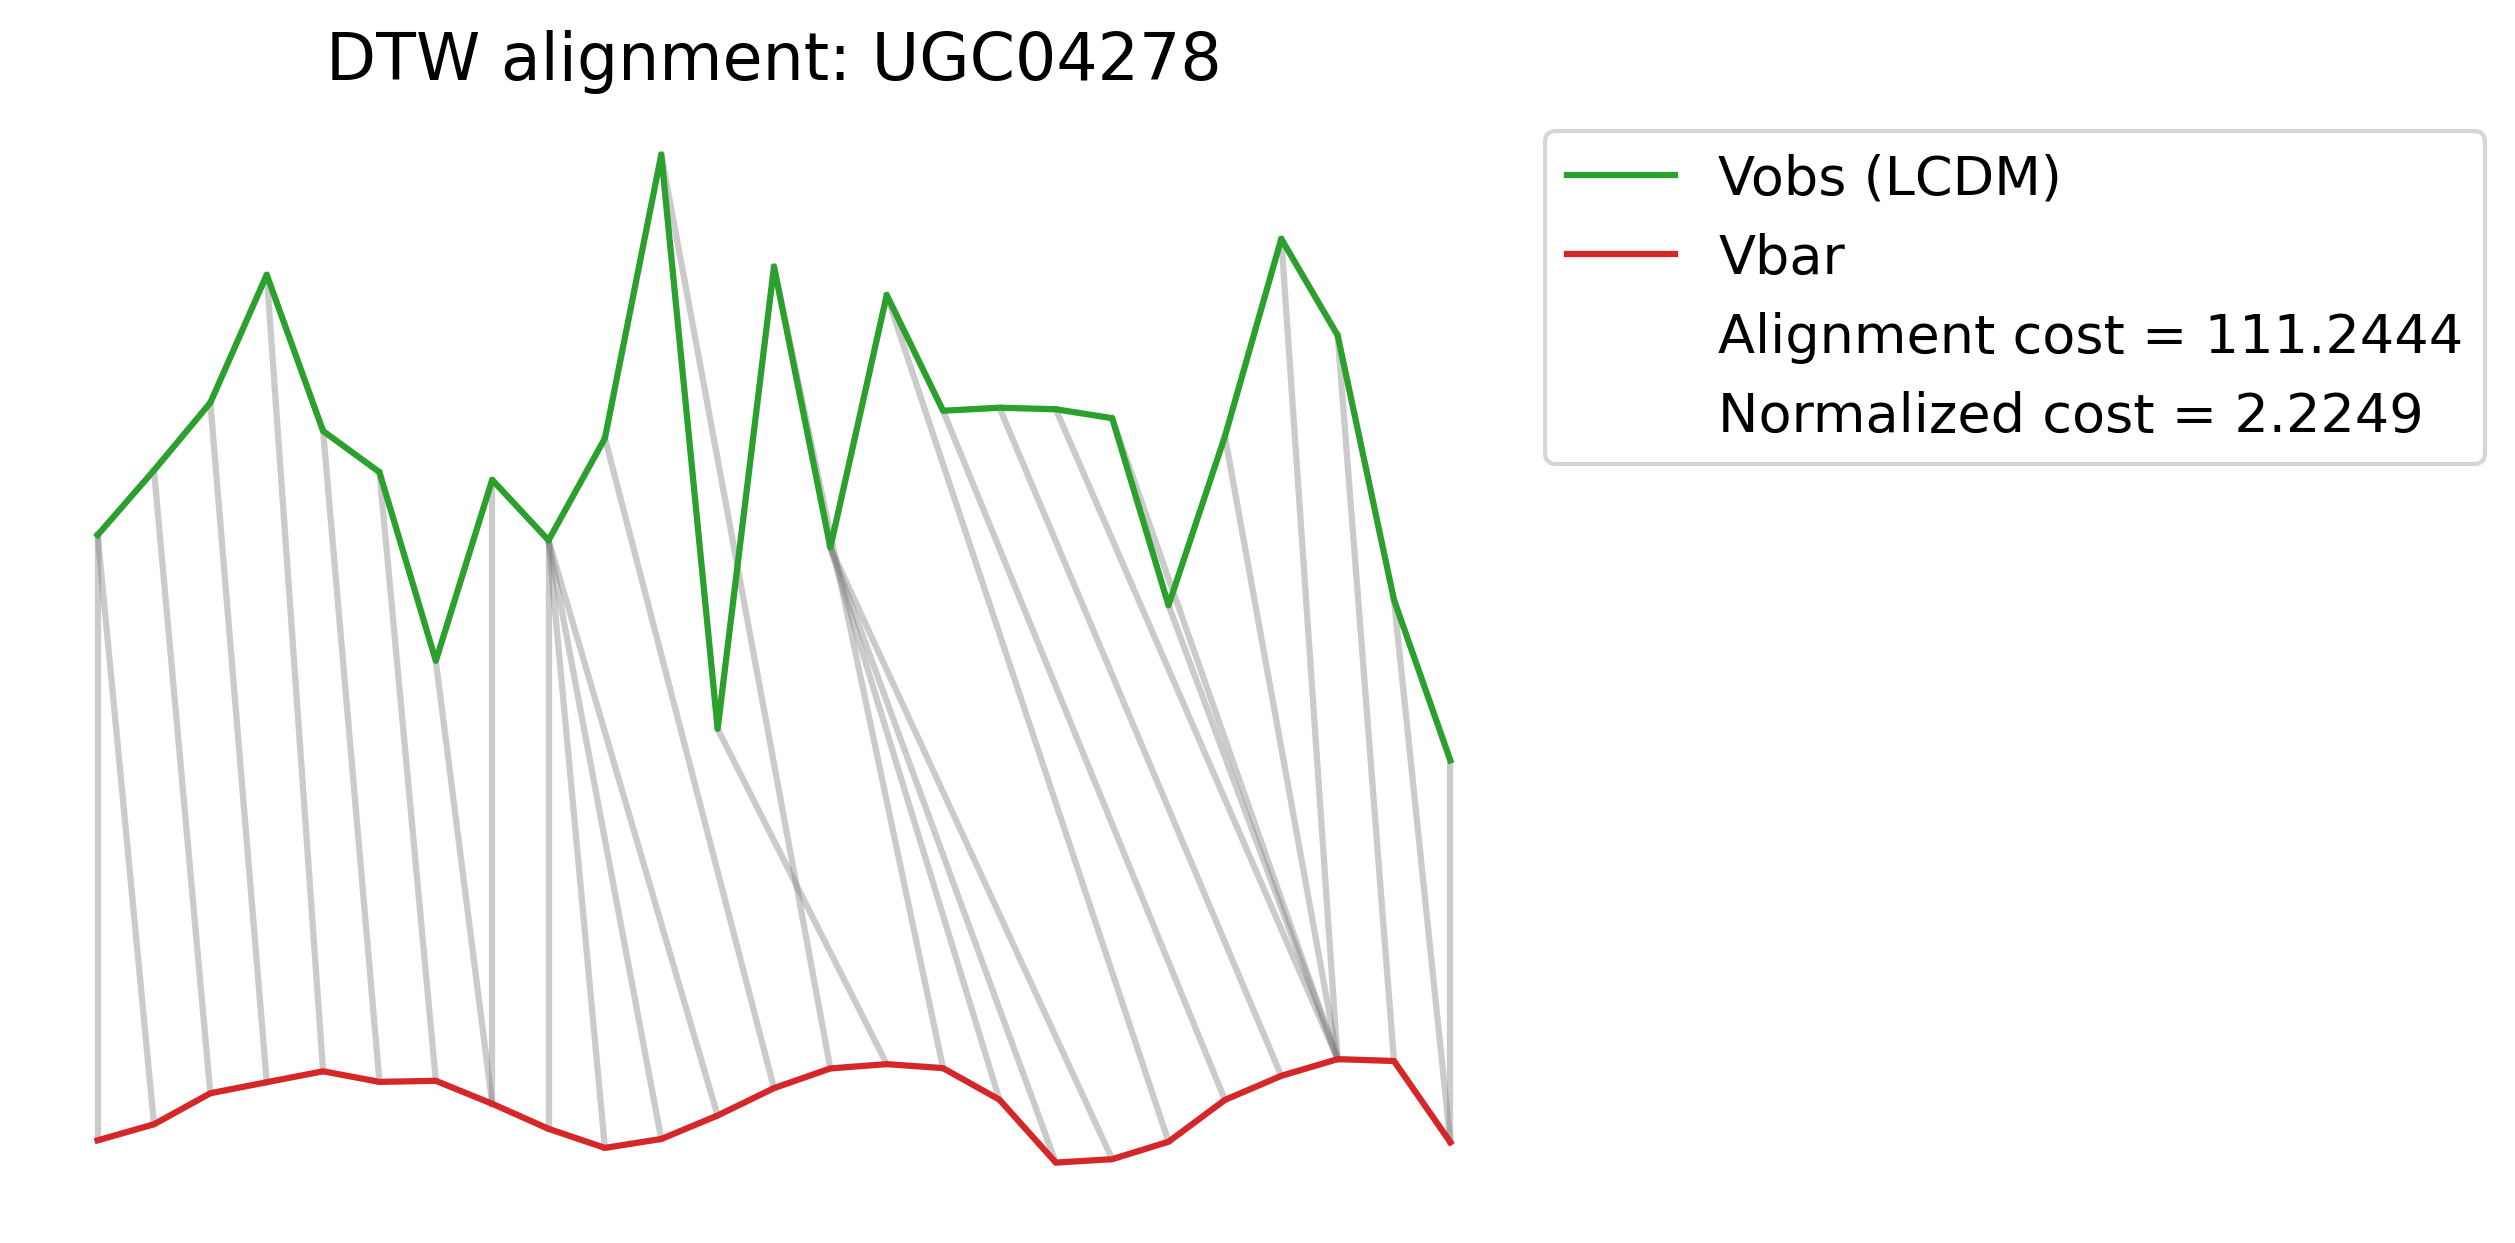 DTW alignment: UGC04278
Vobs (LCDM)
Vbar
Alignment cost = 111.2444
Normalized cost = 2.2249